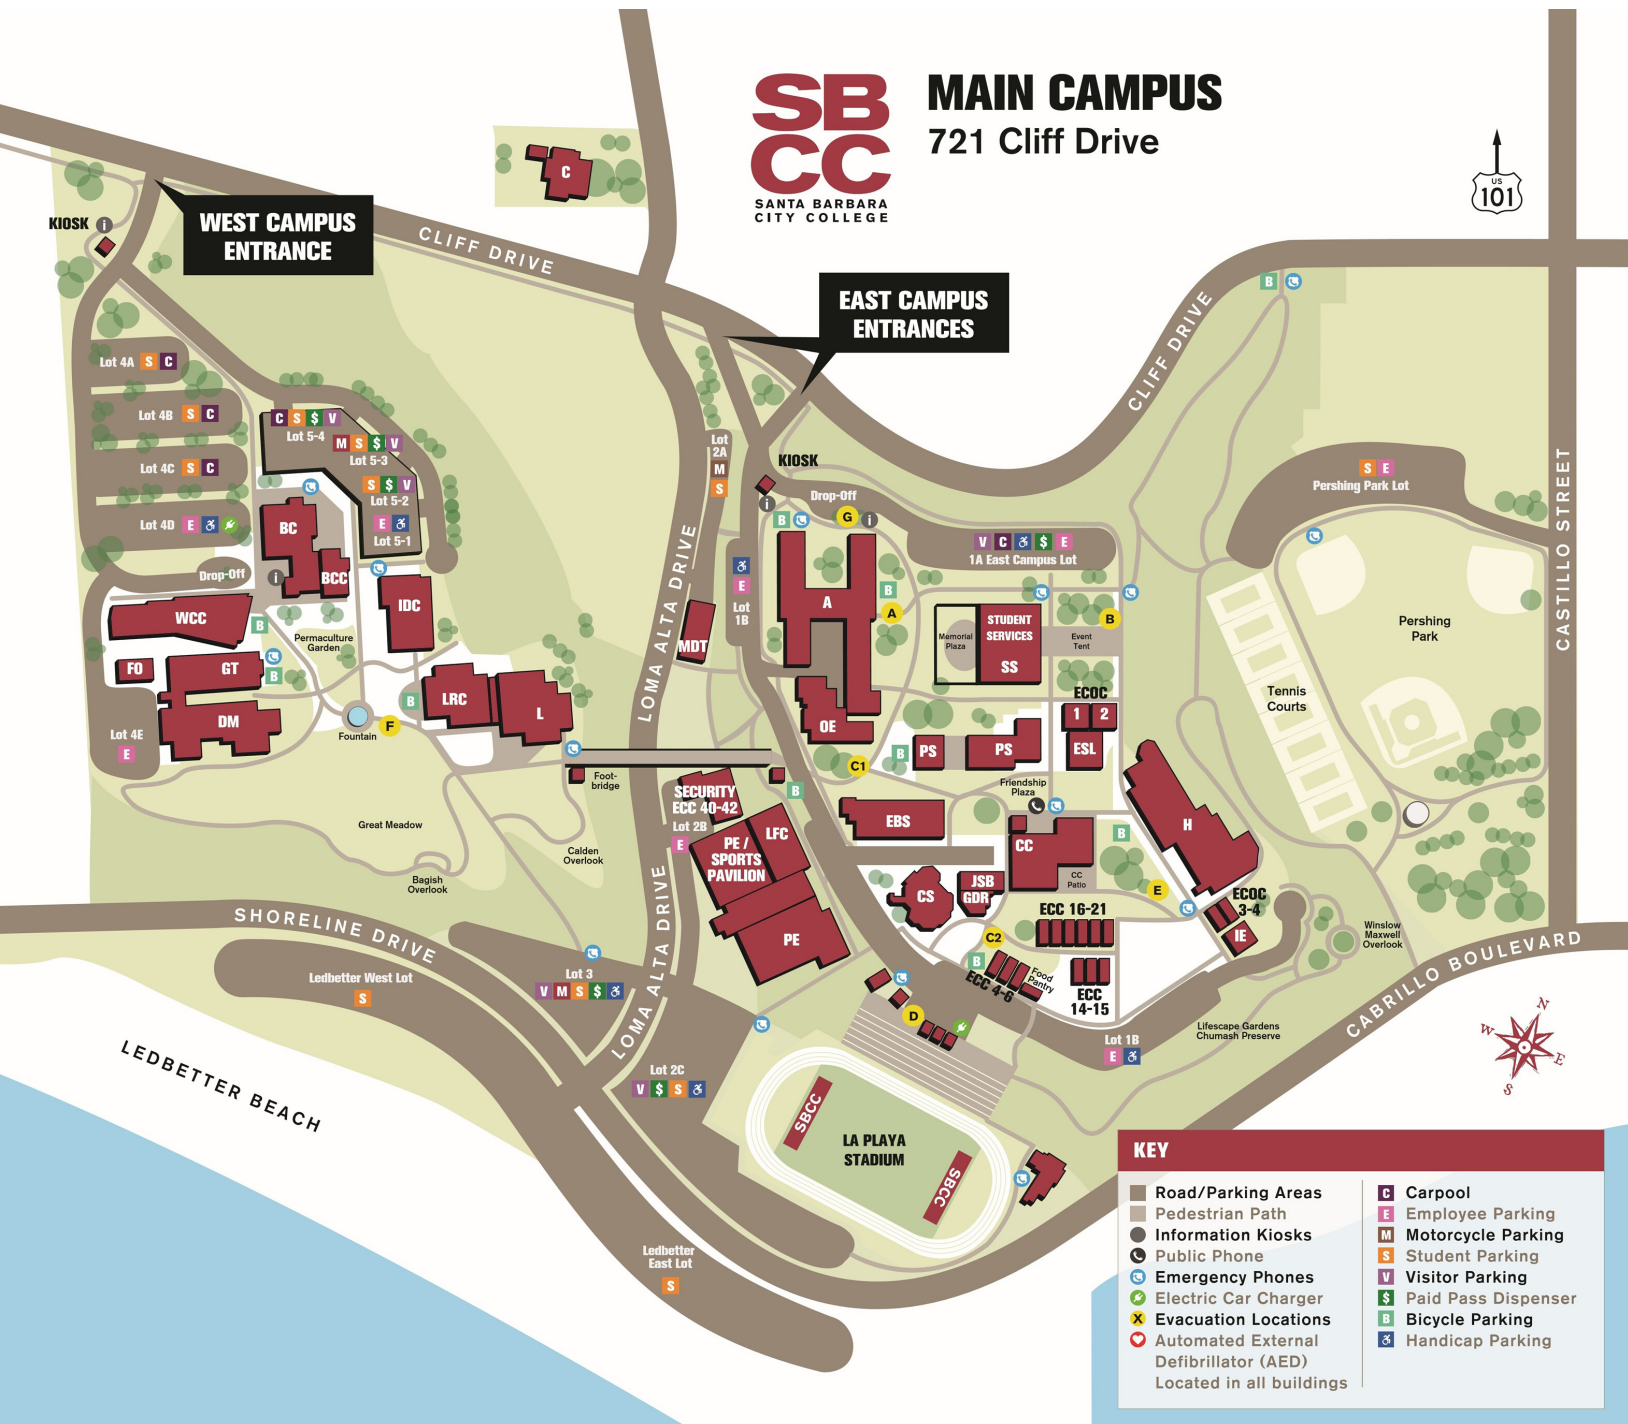 SB
CC
SANTA BARBARA
CITY COLLEGE
MAIN CAMPUS
721 Cliff Drive
US
101
C
KIOSK
i
WEST CAMPUS
ENTRANCE
CLIFF DRIVE
EAST CAMPUS
ENTRANCES
B
CLIFF DRIVE
Lot 4A S C
Lot 4B S C
Lot 4C S C
Lot 4D E
C S $ V
Lot 5-4
M S $ V
Lot 5-3
S $ V
Lot 5-2
E
Lot 5-1
BC
BCC
i
Drop-Off
IDC
WCC
B
Permaculture
Garden
FO
GT
B
DM
Lot 4E
E
Fountain
F
B
LRC
L
Foot-
bridge
Great Meadow
Bagish
Overlook
Calden
Overlook
LOMA ALTA DRIVE
Lot
2A
M
S
KIOSK
i
Drop-Off
B
G
i
E
Lot
1B
MDT
A
B
A
OE
V C $ E
1A East Campus Lot
Memorial
Plaza
STUDENT
SERVICES
SS
Event
Tent
B
ECOC
1 2
ESL
B
PS
PS
C1
Friendship
Plaza
EBS
CC
CC
Patio
B
E
H
ECOC
3-4
IE
CS
JSB
GDR
ECC 16-21
C2
B
ECC 4-6
Food
Pantry
ECC
14-15
D
SECURITY
ECC 40-42
B
Lot 2B
E
PE /
SPORTS
PAVILION
LFC
PE
LOMA ALTA DRIVE
S E
Pershing Park Lot
Pershing
Park
Tennis
Courts
CASTILLO STREET
Winslow
Maxwell
Overlook
CABRILLO BOULEVARD
Lifescape Gardens
Chumash Preserve
Lot 1B
E
SHORELINE DRIVE
Ledbetter West Lot
S
Lot 3
V M S $
Lot 2C
V $ S
LEDBETTER BEACH
SBCC
LA PLAYA
STADIUM
SBCC
Ledbetter
East Lot
S
N
W
E
S
KEY
Road/Parking Areas
Pedestrian Path
Information Kiosks
Public Phone
Emergency Phones
Electric Car Charger
X Evacuation Locations
Automated External
Defibrillator (AED)
Located in all buildings
C Carpool
E Employee Parking
M Motorcycle Parking
S Student Parking
V Visitor Parking
$ Paid Pass Dispenser
B Bicycle Parking
Handicap Parking